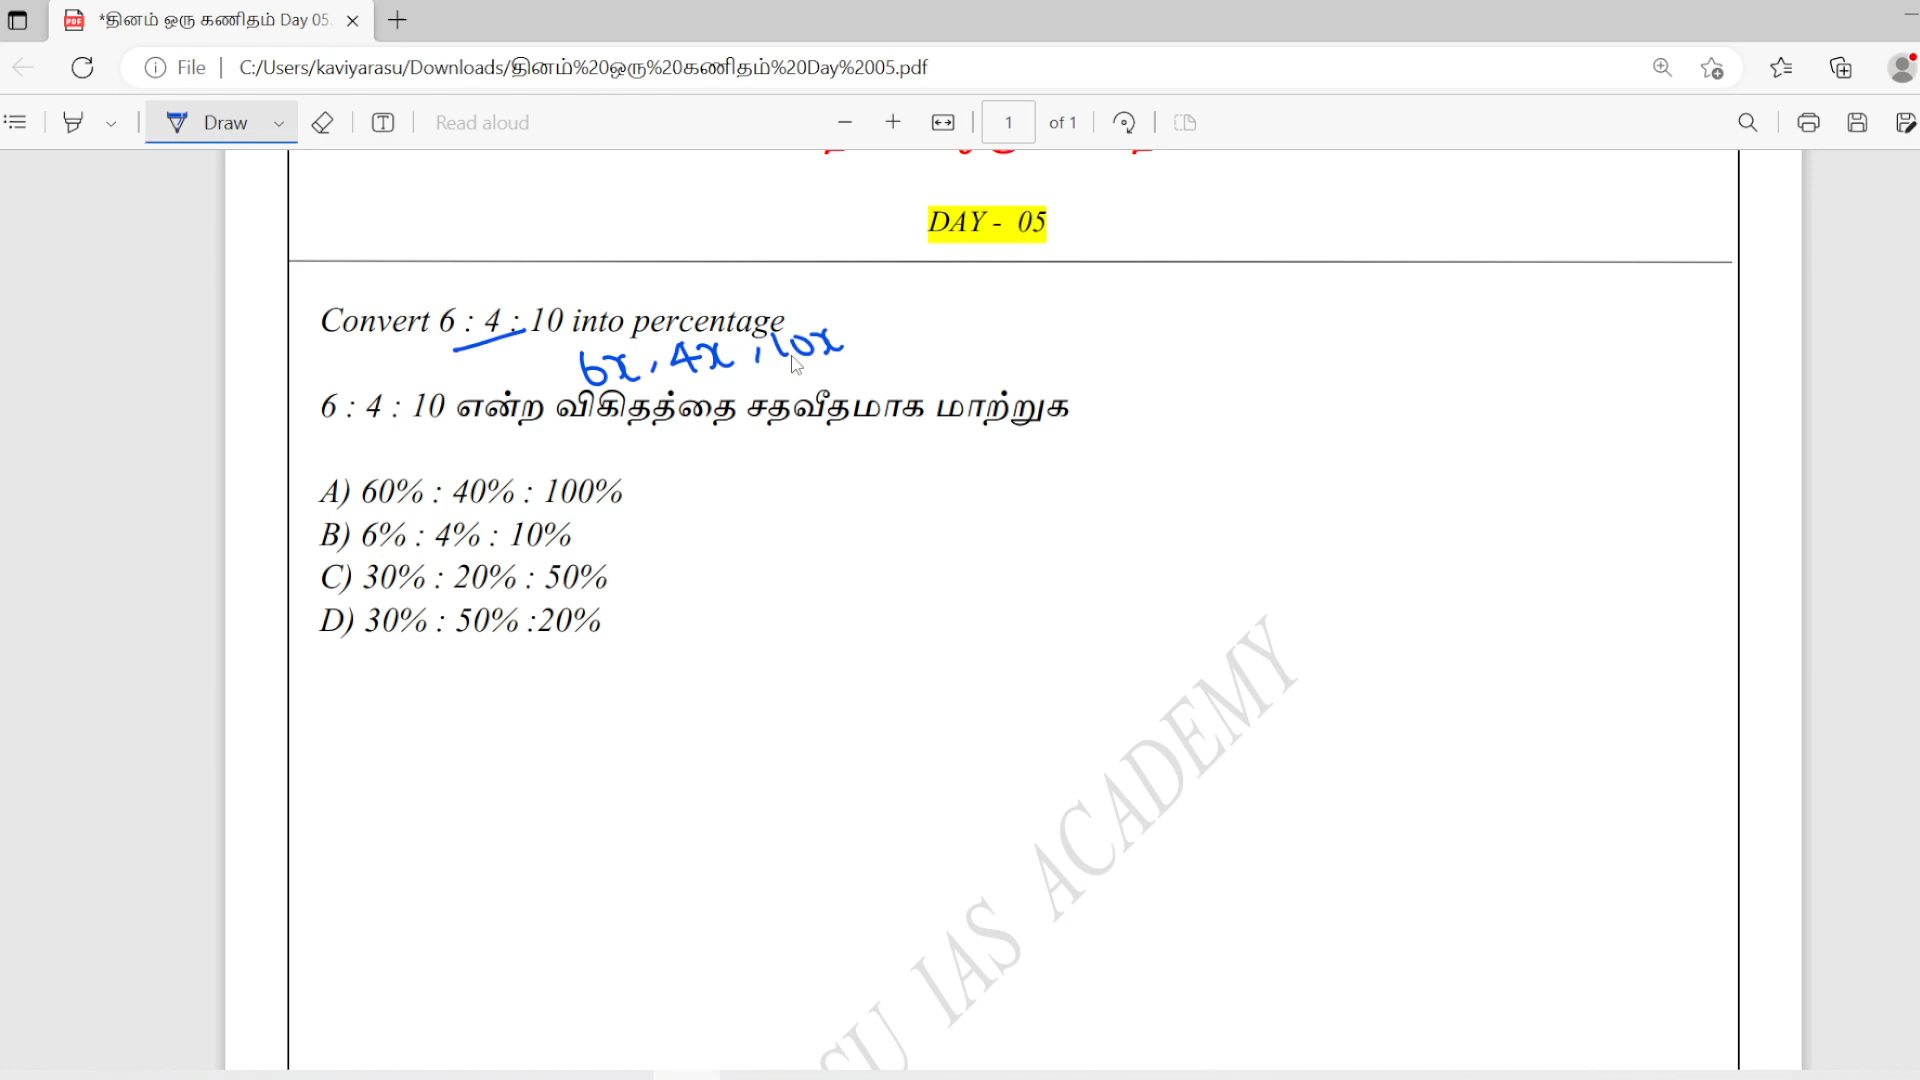 *தினம் ஒரு கணிதம் Day 05.
File
C:/Users/kaviyarasu/Downloads/தினம்%20ஒரு%20கணிதம்%20Day%2005.pdf
Draw
Read aloud
1 of 1
DAY - 05
Convert 6 : 4 : 10 into percentage
6x, 4x, 10x
6 : 4 : 10 என்ற விகிதத்தை சதவீதமாக மாற்றுக
A) 60% : 40% : 100%
B) 6% : 4% : 10%
C) 30% : 20% : 50%
D) 30% : 50% :20%
SU IAS ACADEMY